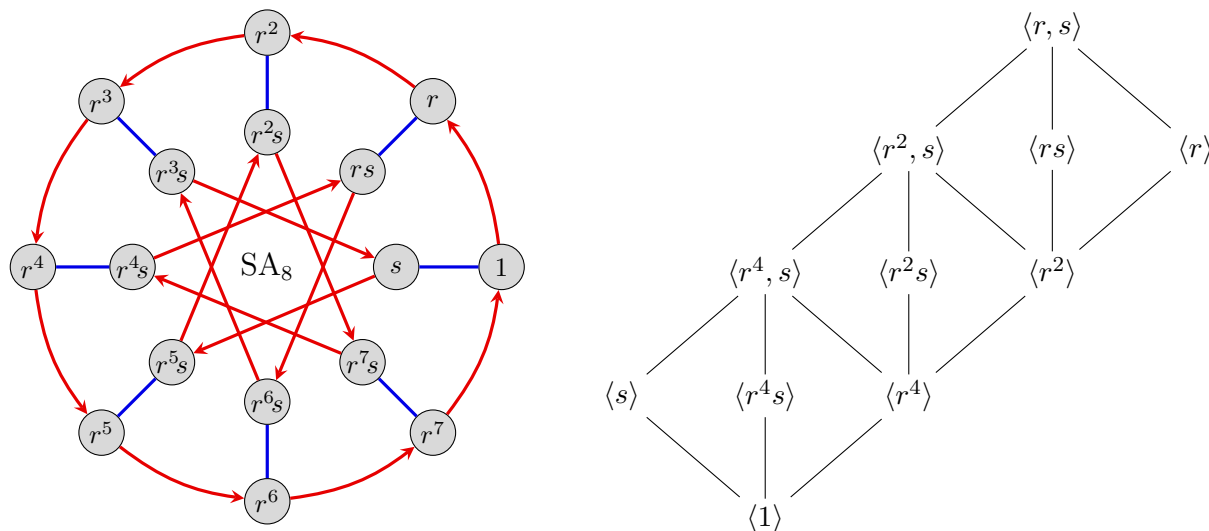 r²
r³
r
r²s
r³s
rs
r⁴
r⁴s
SA₈
s
1
r⁵s
r⁷s
r⁶s
r⁵
r⁷
r⁶
⟨r, s⟩
⟨r², s⟩ ⟨rs⟩ ⟨r⟩
⟨r⁴, s⟩ ⟨r²s⟩ ⟨r²⟩
⟨s⟩ ⟨r⁴s⟩ ⟨r⁴⟩
⟨1⟩